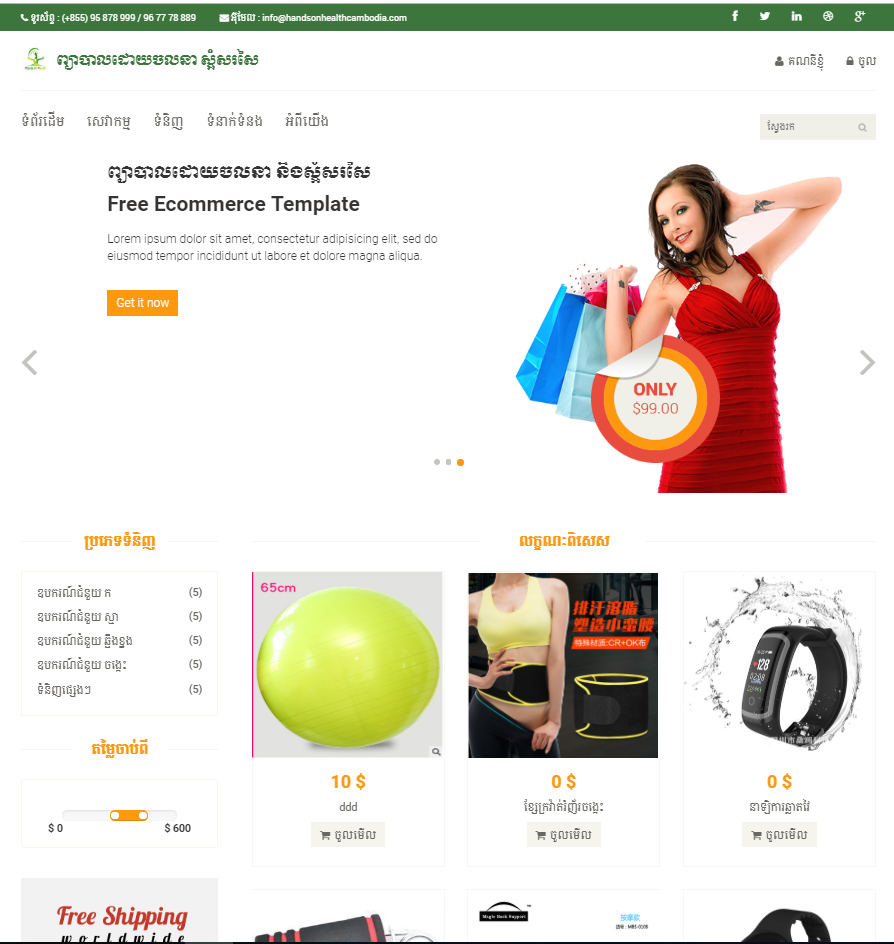 ទូរស័ព្ទ : (+855) 95 878 999 / 96 77 78 889 អ៊ីមែល : info@handsonhealthcambodia.com
ព្យាបាលដោយចលនា ស្តំសរសៃ
គណនីខ្ញុំ ចូល
ទំព័រដើម សេវាកម្ម ទំនិញ ទំនាក់ទំនង អំពីយើង
ស្វែងរក
ព្យាបាលដោយចលនា និងស្តំសរសៃ
Free Ecommerce Template
Lorem ipsum dolor sit amet, consectetur adipisicing elit, sed do
eiusmod tempor incididunt ut labore et dolore magna aliqua.
Get it now
ONLY
$99.00
ប្រភេទទំនិញ
ឧបករណ៍ជំនួយ ក (5)
ឧបករណ៍ជំនួយ ស្មា (5)
ឧបករណ៍ជំនួយ ឆ្អឹងខ្នង (5)
ឧបករណ៍ជំនួយ ចង្កេះ (5)
ទំនិញផ្សេងៗ (5)
តម្លៃចាប់ពី
$ 0 $ 600
Free Shipping
worldwide
លក្ខណៈពិសេស
65cm
10 $
ddd
ចូលមើល
排汗溶脂
塑造小蛮腰
特殊材质:CR+OK布
0 $
ខ្សែក្រវ៉ាត់រំញ័រចង្កេះ
ចូលមើល
128
0 $
នាឡិការឆ្លាតវៃ
ចូលមើល
Magic Back Support
按摩款